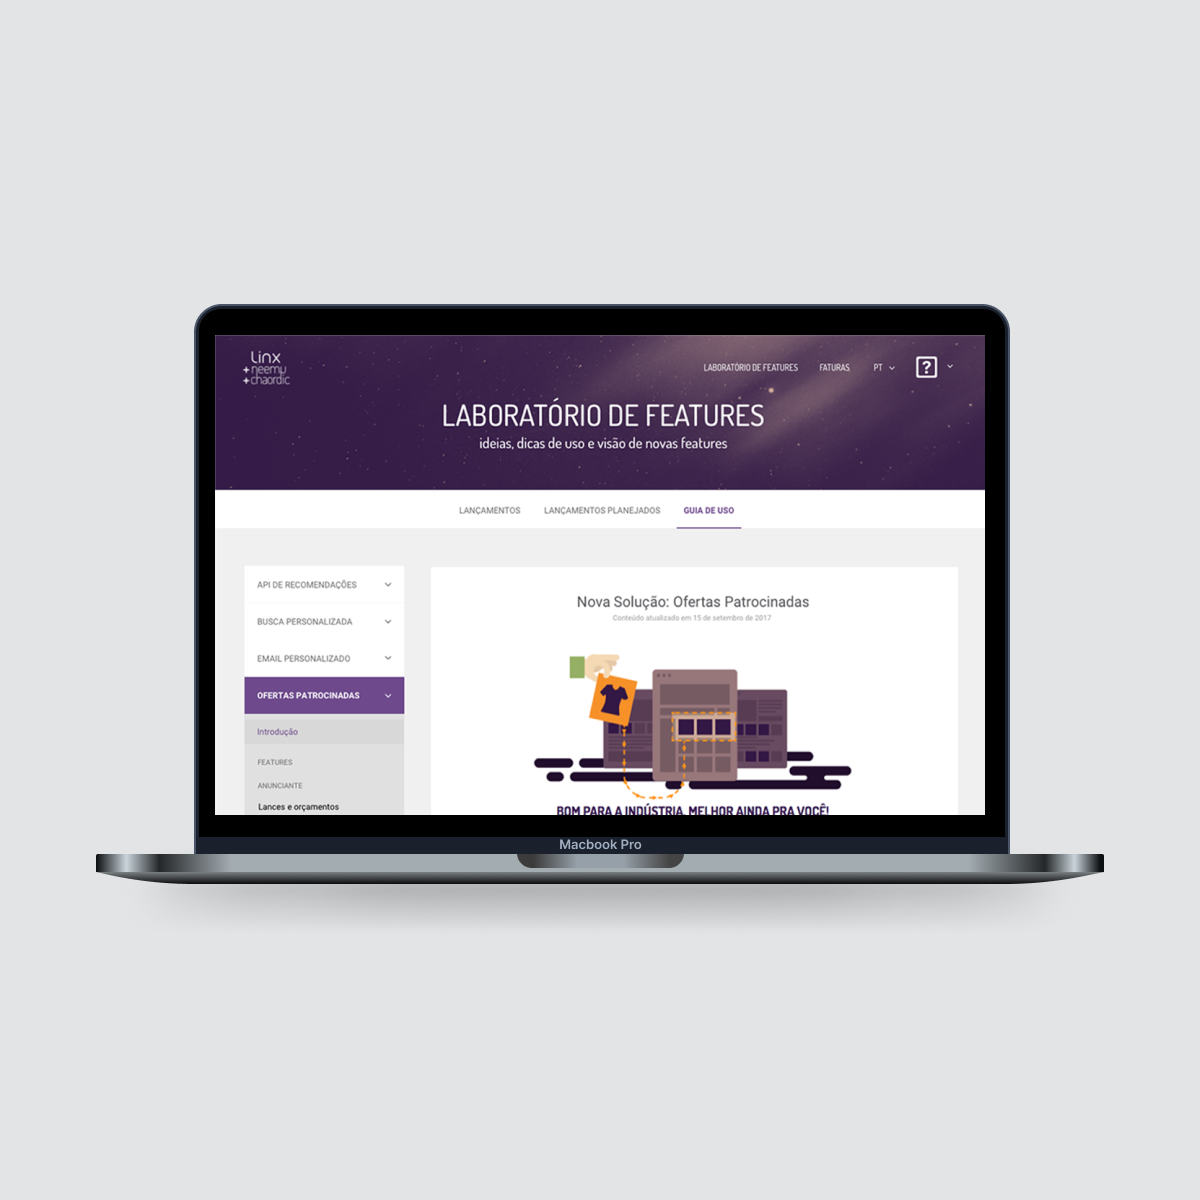 Linx
+neemu
+chaordic
LABORATÓRIO DE FEATURES
FATURAS
PT
?
LABORATÓRIO DE FEATURES
ideias, dicas de uso e visão de novas features
LANÇAMENTOS
LANÇAMENTOS PLANEJADOS
GUIA DE USO
API DE RECOMENDAÇÕES
BUSCA PERSONALIZADA
EMAIL PERSONALIZADO
OFERTAS PATROCINADAS
Introdução
FEATURES
ANUNCIANTE
Lances e orçamentos
Nova Solução: Ofertas Patrocinadas
Conteúdo atualizado em 15 de setembro de 2017
BOM PARA A INDÚSTRIA, MELHOR AINDA PRA VOCÊ!
Macbook Pro